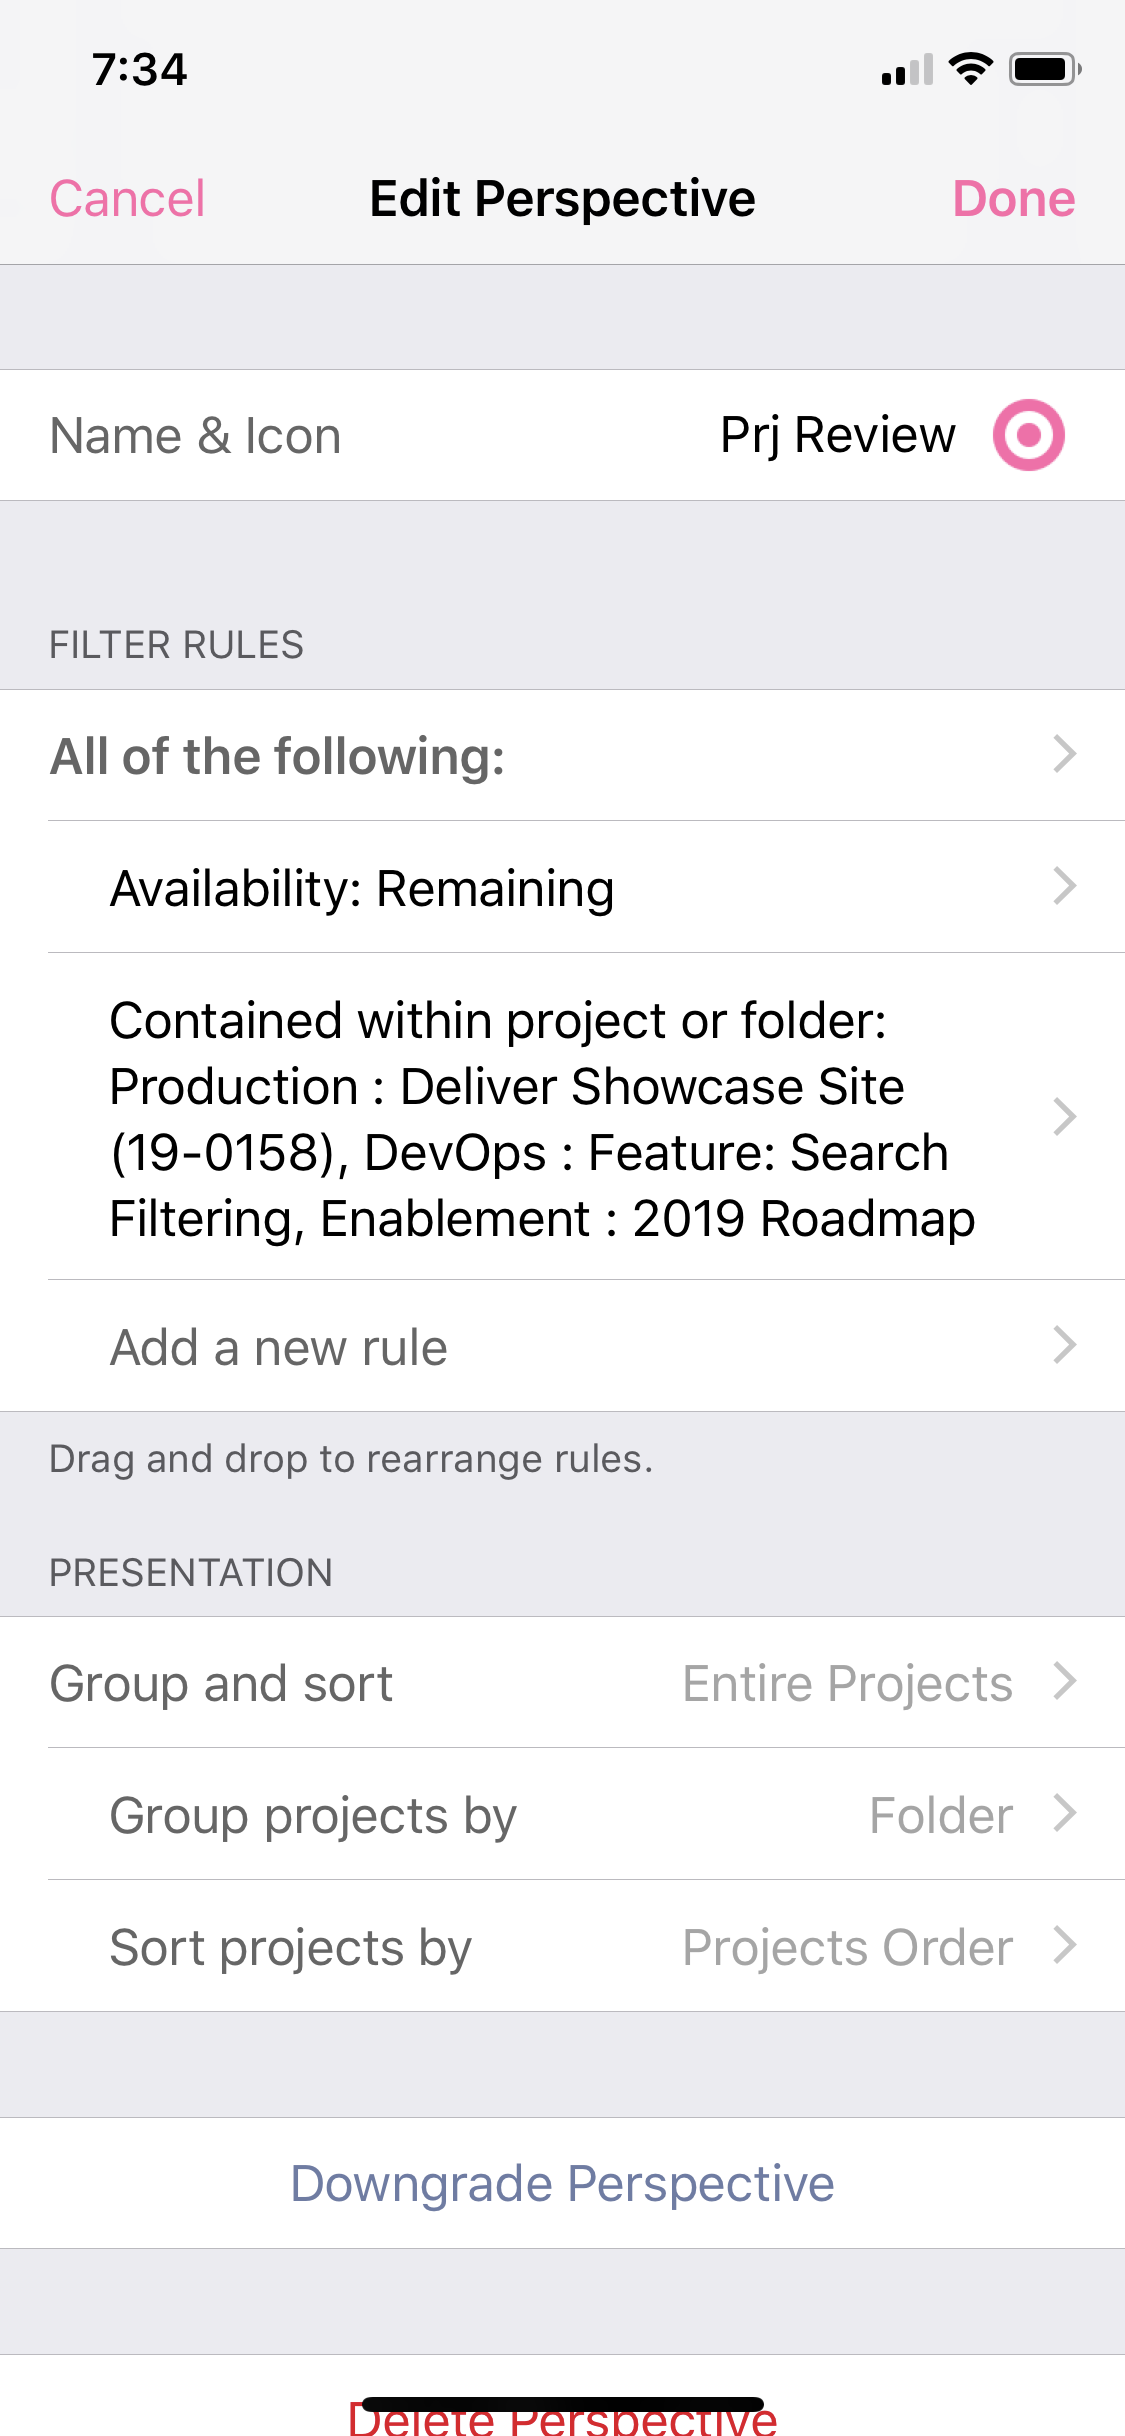 7:34
Cancel
Edit Perspective
Done
Name & Icon
Prj Review
FILTER RULES
All of the following:
Availability: Remaining
Contained within project or folder:
Production : Deliver Showcase Site
(19-0158), DevOps : Feature: Search
Filtering, Enablement : 2019 Roadmap
Add a new rule
Drag and drop to rearrange rules.
PRESENTATION
Group and sort
Entire Projects
Group projects by
Folder
Sort projects by
Projects Order
Downgrade Perspective
Delete Perspective